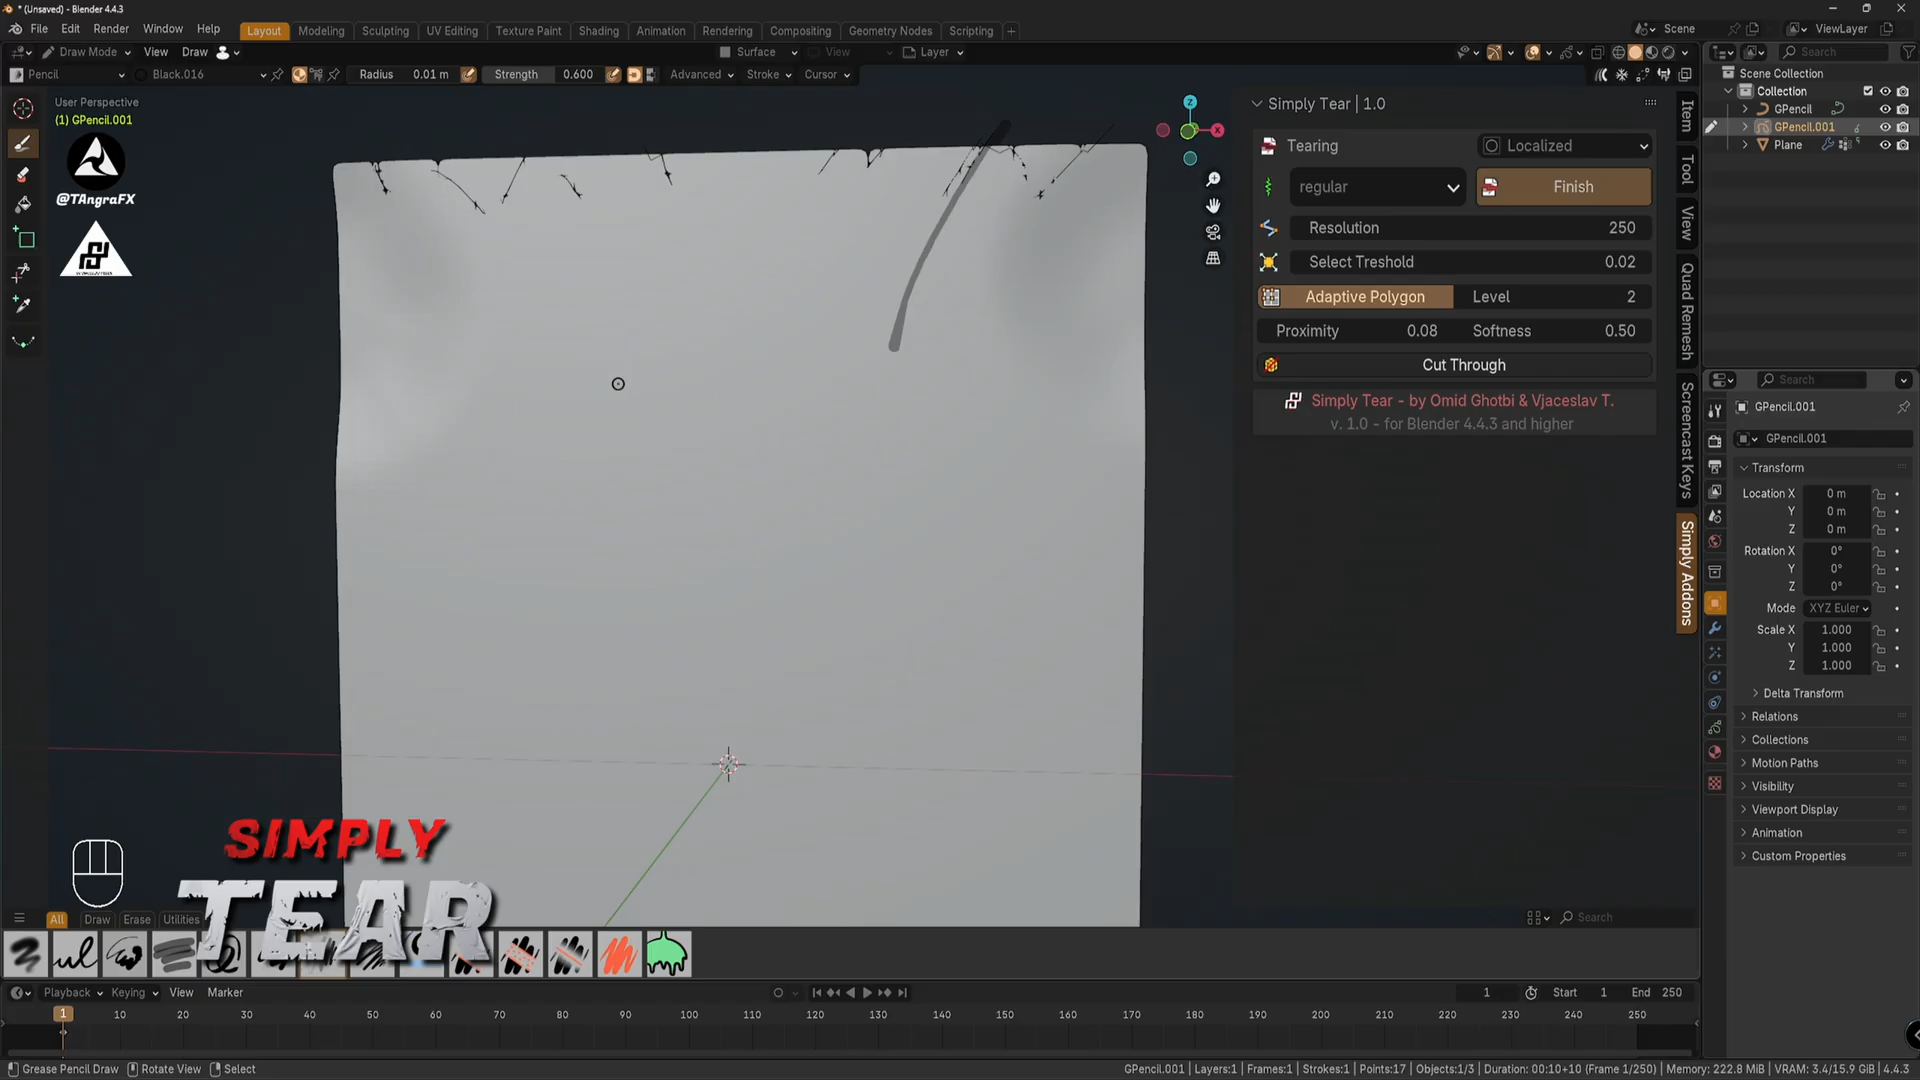 * (Unsaved) - Blender 4.4.3
File Edit Render Window Help Layout Modeling Sculpting UV Editing Texture Paint Shading Animation Rendering Compositing Geometry Nodes Scripting + Scene ViewLayer
Draw Mode View Draw Surface View Layer Search
Pencil Black.016 Radius 0.01 m Strength 0.600 Advanced Stroke Cursor
Scene Collection
Collection
GPencil
GPencil.001
Plane
User Perspective
(1) GPencil.001
@TAngraFX
Z
X
Simply Tear | 1.0
Tearing Localized
regular Finish
Resolution 250
Select Treshold 0.02
Adaptive Polygon Level 2
Proximity 0.08 Softness 0.50
Cut Through
Simply Tear - by Omid Ghotbi & Vjaceslav T.
v. 1.0 - for Blender 4.4.3 and higher
Item
Tool
View
Quad Remesh
Screencast Keys
Simply Addons
Search
GPencil.001
GPencil.001
Transform
Location X 0 m
Y 0 m
Z 0 m
Rotation X 0°
Y 0°
Z 0°
Mode XYZ Euler
Scale X 1.000
Y 1.000
Z 1.000
Delta Transform
Relations
Collections
Motion Paths
Visibility
Viewport Display
Animation
Custom Properties
SIMPLY
TEAR
All Draw Erase Utilities Search
Playback Keying View Marker 1 Start 1 End 250
1 10 20 30 40 50 60 70 80 90 100 110 120 130 140 150 160 170 180 190 200 210 220 230 240 250
Grease Pencil Draw Rotate View Select GPencil.001 | Layers:1 | Frames:1 | Strokes:1 | Points:17 | Objects:1/3 | Duration: 00:10+10 (Frame 1/250) | Memory: 222.8 MiB | VRAM: 3.4/15.9 GiB | 4.4.3